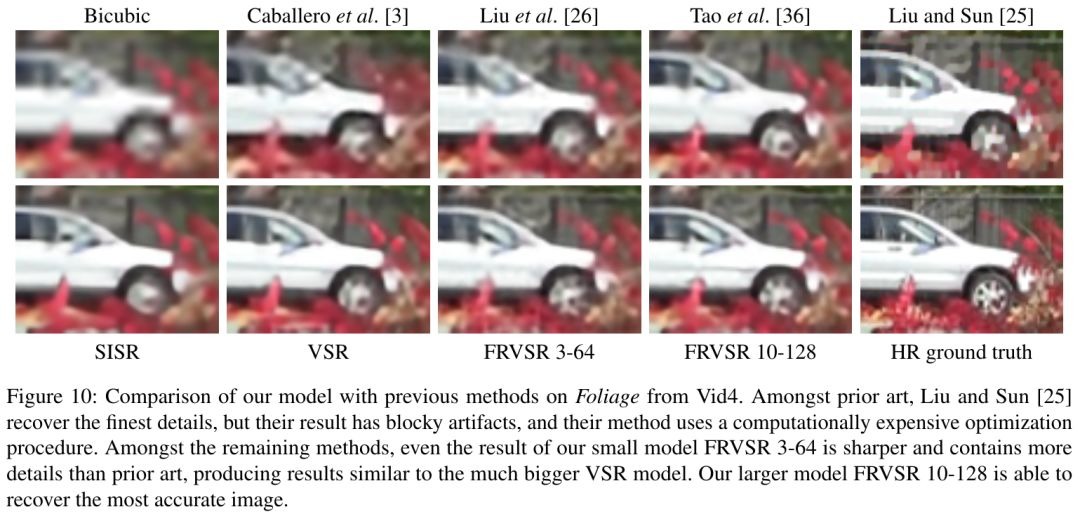 Bicubic Caballero et al. [3] Liu et al. [26] Tao et al. [36] Liu and Sun [25]
SISR VSR FRVSR 3-64 FRVSR 10-128 HR ground truth
Figure 10: Comparison of our model with previous methods on Foliage from Vid4. Amongst prior art, Liu and Sun [25]
recover the finest details, but their result has blocky artifacts, and their method uses a computationally expensive optimization
procedure. Amongst the remaining methods, even the result of our small model FRVSR 3-64 is sharper and contains more
details than prior art, producing results similar to the much bigger VSR model. Our larger model FRVSR 10-128 is able to
recover the most accurate image.